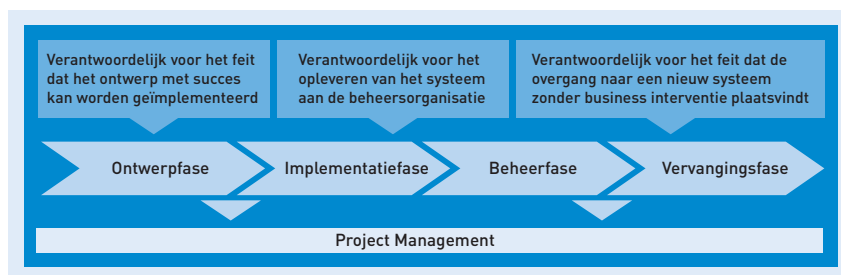 Verantwoordelijk voor het feit
dat het ontwerp met succes
kan worden geïmplementeerd
Verantwoordelijk voor het
opleveren van het systeem
aan de beheersorganisatie
Verantwoordelijk voor het feit dat de
overgang naar een nieuw systeem
zonder business interventie plaatsvindt
Ontwerpfase
Implementatiefase
Beheerfase
Vervangingsfase
Project Management